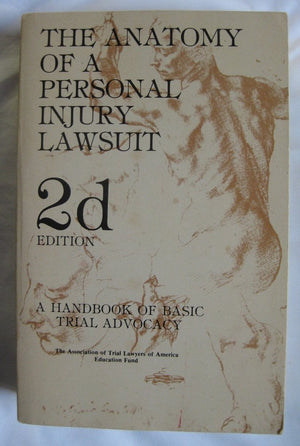 THE ANATOMY
OF A
PERSONAL
INJURY
LAWSUIT
2d
EDITION
A HANDBOOK OF BASIC
TRIAL ADVOCACY
The Association of Trial Lawyers of America
Education Fund